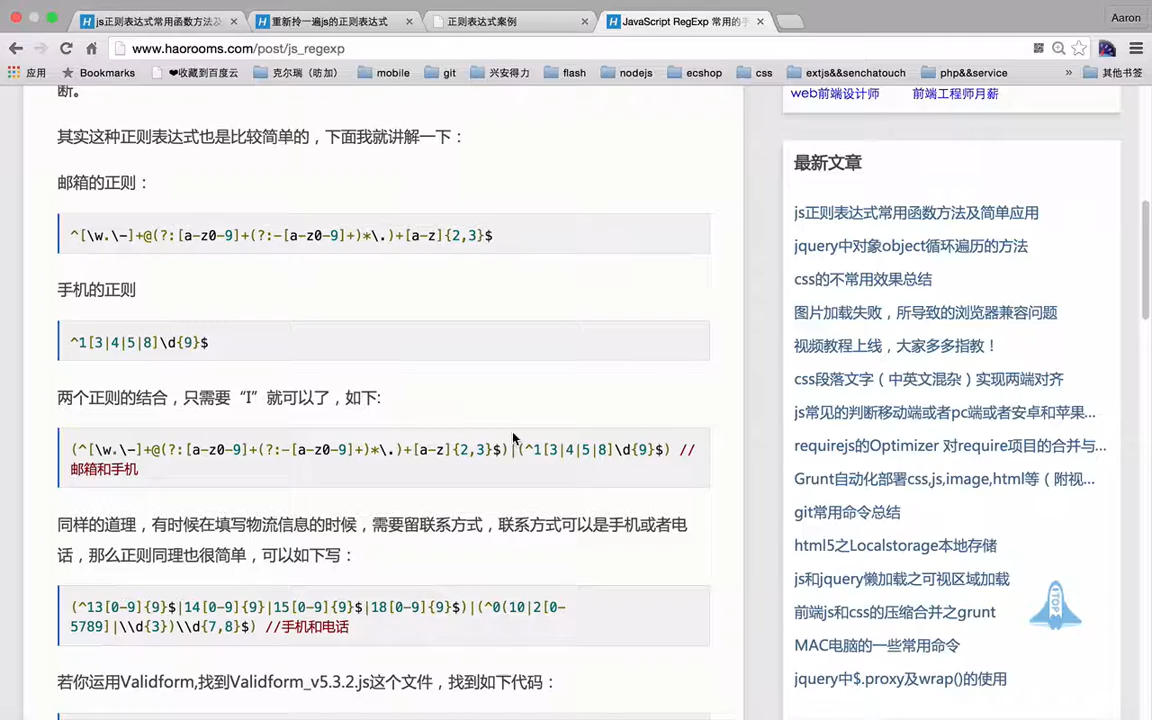 js正则表达式常用函数方法及
重新拎一遍js的正则表达式
正则表达式案例
JavaScript RegExp 常用的
Aaron
www.haorooms.com/post/js_regexp
应用
Bookmarks
❤收藏到百度云
克尔瑞（昉加）
mobile
git
兴安得力
flash
nodejs
ecshop
css
extjs&&senchatouch
php&&service
»
其他书签
断。
其实这种正则表达式也是比较简单的，下面我就讲解一下：
邮箱的正则：
^[\w.\-]+@(?:[a-z0-9]+(?:-[a-z0-9]+)*\.)+[a-z]{2,3}$
手机的正则
^1[3|4|5|8]\d{9}$
两个正则的结合，只需要“I”就可以了，如下:
(^[\w.\-]+@(?:[a-z0-9]+(?:-[a-z0-9]+)*\.)+[a-z]{2,3}$)|(^1[3|4|5|8]\d{9}$) //
邮箱和手机
同样的道理，有时候在填写物流信息的时候，需要留联系方式，联系方式可以是手机或者电
话，那么正则同理也很简单，可以如下写：
(^13[0-9]{9}$|14[0-9]{9}|15[0-9]{9}$|18[0-9]{9}$)|(^0(10|2[0-
5789]|\\d{3})\\d{7,8}$) //手机和电话
若你运用Validform,找到Validform_v5.3.2.js这个文件，找到如下代码：
web前端设计师
前端工程师月薪
最新文章
js正则表达式常用函数方法及简单应用
jquery中对象object循环遍历的方法
css的不常用效果总结
图片加载失败，所导致的浏览器兼容问题
视频教程上线，大家多多指教！
css段落文字（中英文混杂）实现两端对齐
js常见的判断移动端或者pc端或者安卓和苹果...
requirejs的Optimizer 对require项目的合并与...
Grunt自动化部署css,js,image,html等（附视...
git常用命令总结
html5之Localstorage本地存储
js和jquery懒加载之可视区域加载
前端js和css的压缩合并之grunt
MAC电脑的一些常用命令
jquery中$.proxy及wrap()的使用
TOP